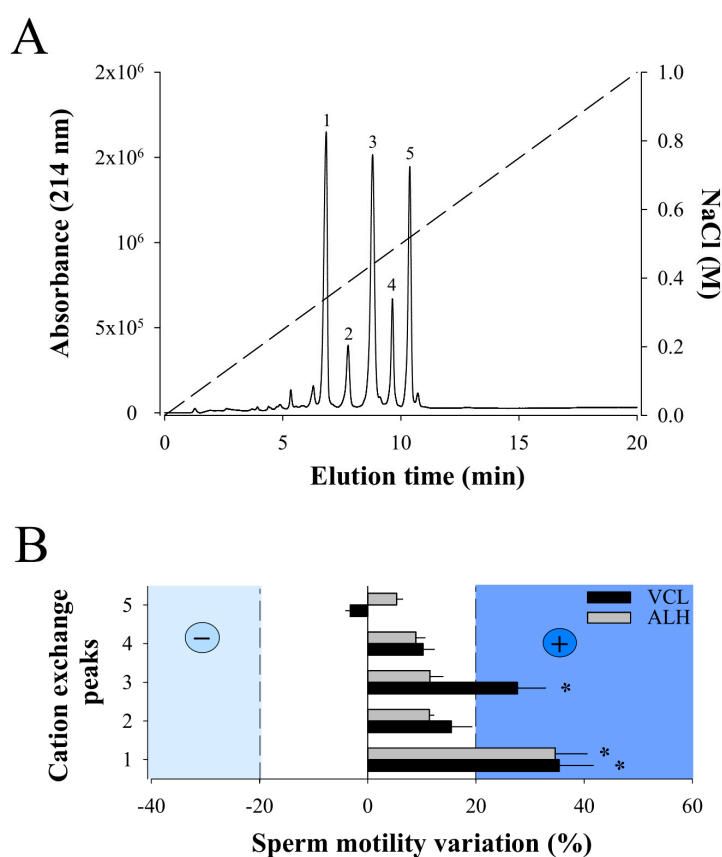 A
Absorbance (214 nm)
2x10⁶
2x10⁶
10⁶
5x10⁵
0
1
2
3
4
5
1.0
0.8
0.6
0.4
0.2
0.0
NaCl (M)
0 5 10 15 20
Elution time (min)
B
Cation exchange
peaks
5
4
3
2
1
−
+
VCL
ALH
*
*
*
-40 -20 0 20 40 60
Sperm motility variation (%)